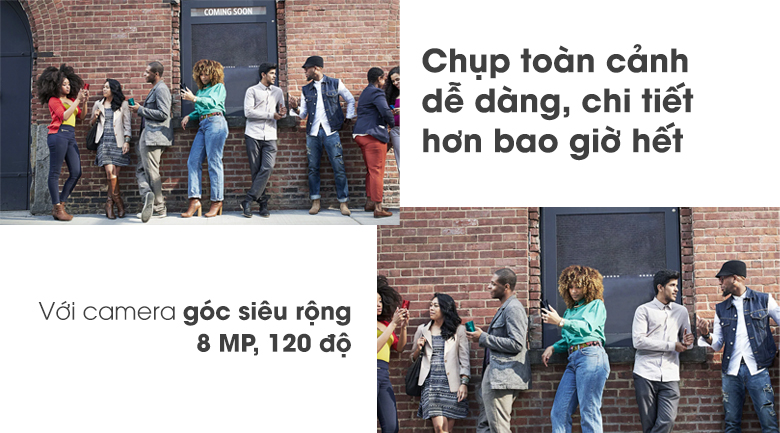 COMING SOON
Chụp toàn cảnh
dễ dàng, chi tiết
hơn bao giờ hết
Với camera góc siêu rộng
8 MP, 120 độ